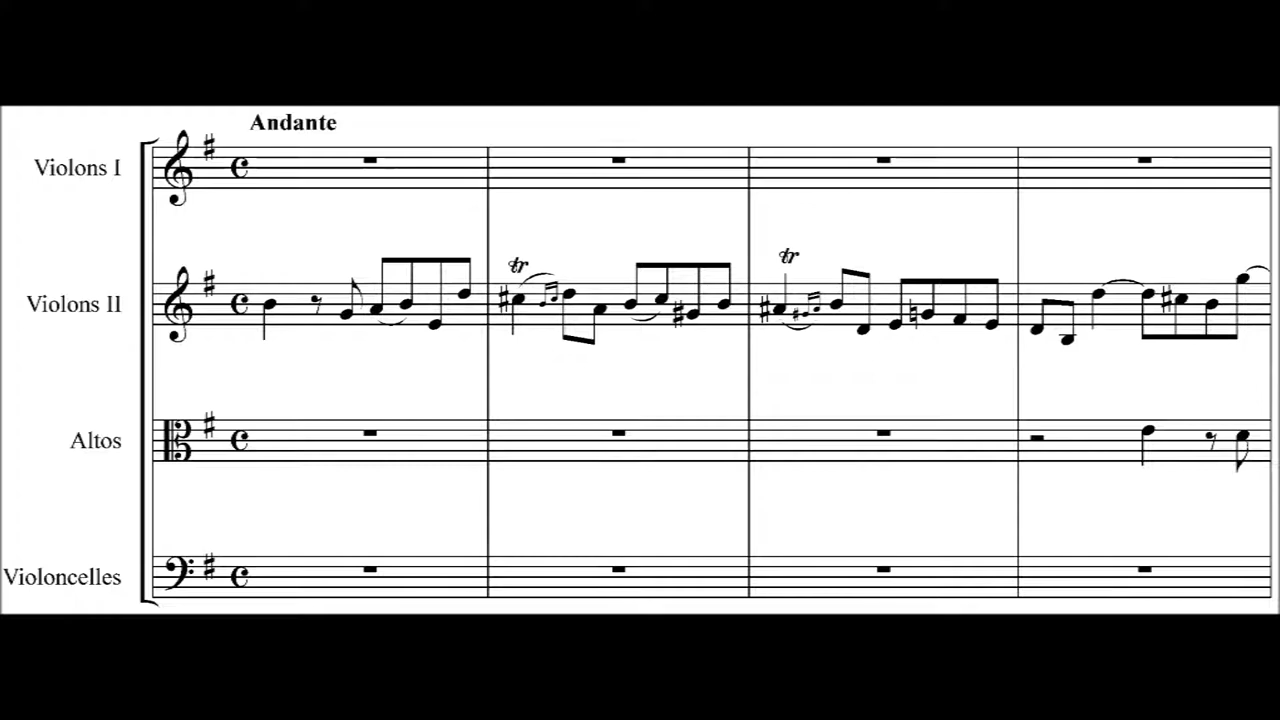 Andante
Violons I
tr tr
Violons II
Altos
Violoncelles